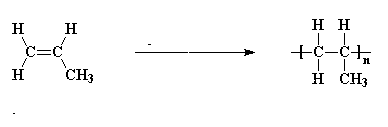 H H
C=C
H CH3
H H
[ C – C ]n
H CH3